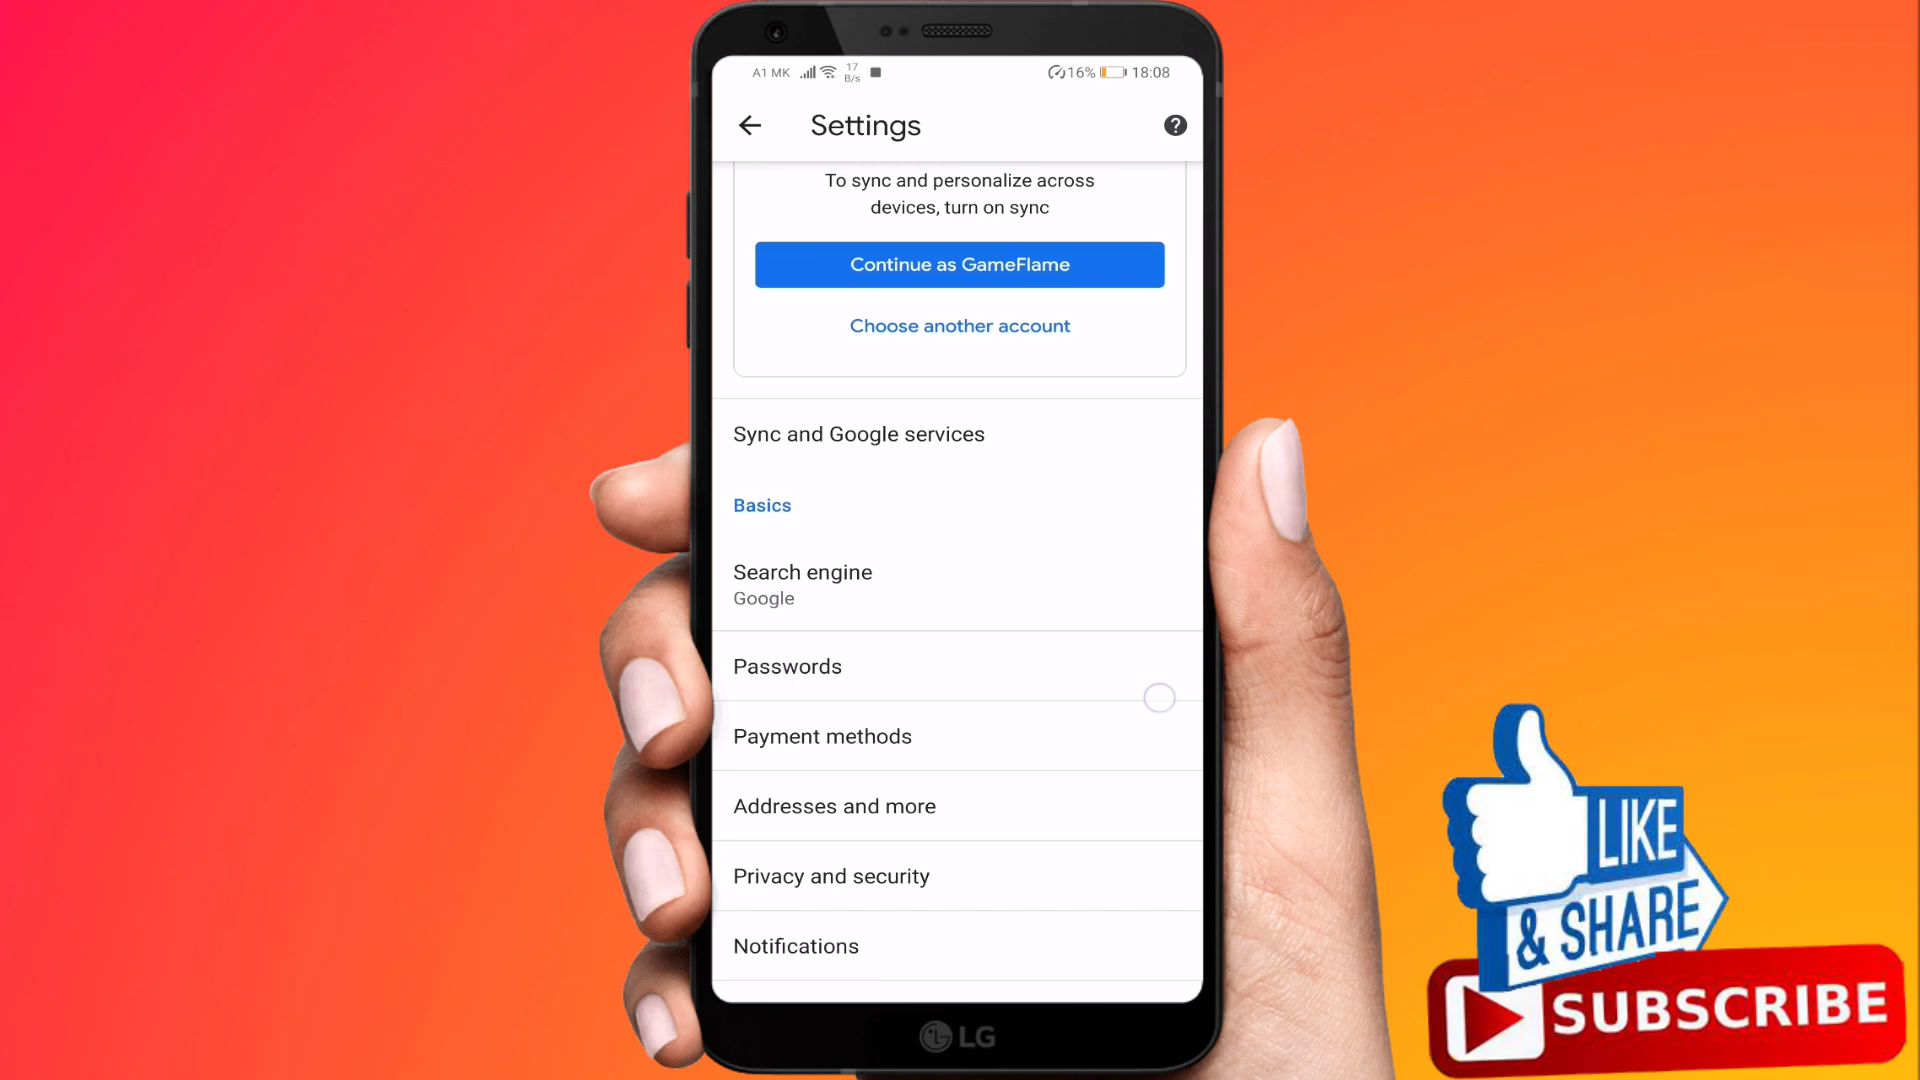 A1 MK 17 B/s 16% 18:08
Settings
To sync and personalize across
devices, turn on sync
Continue as GameFlame
Choose another account
Sync and Google services
Basics
Search engine
Google
Passwords
Payment methods
Addresses and more
Privacy and security
Notifications
LG
LIKE
& SHARE
SUBSCRIBE